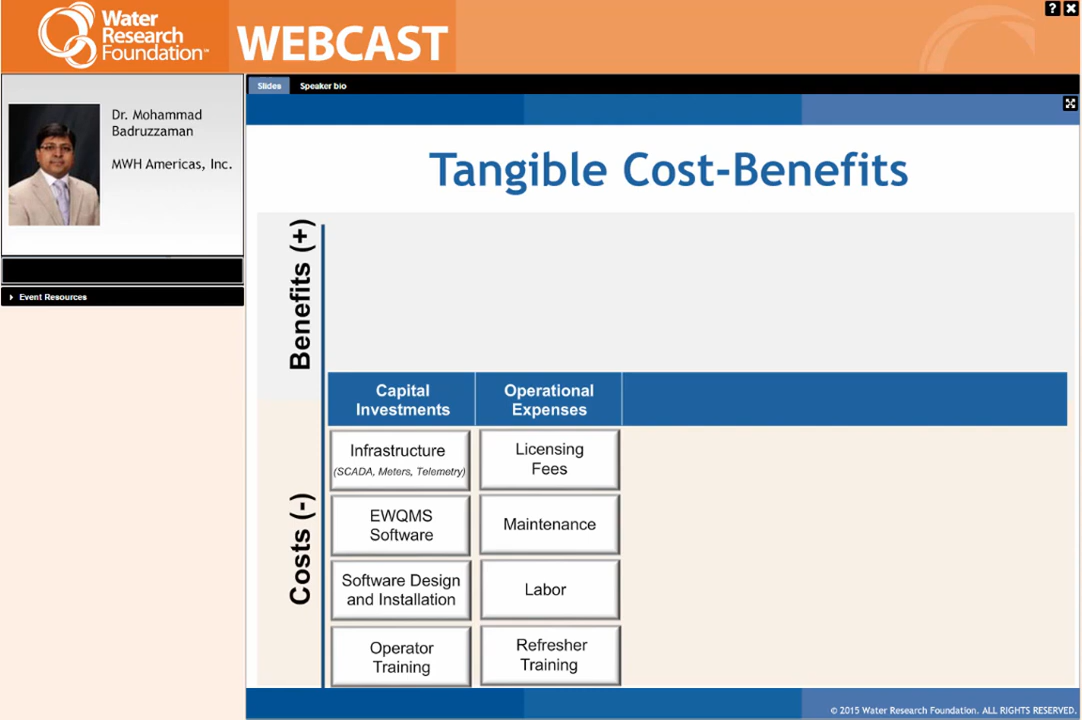 Water
Research
Foundation™
WEBCAST
? X
Dr. Mohammad
Badruzzaman
MWH Americas, Inc.
Event Resources
Slides Speaker bio
Tangible Cost-Benefits
Benefits (+)
Capital
Investments
Operational
Expenses
Costs (-)
Infrastructure
(SCADA, Meters, Telemetry)
Licensing
Fees
EWQMS
Software
Maintenance
Software Design
and Installation
Labor
Operator
Training
Refresher
Training
© 2015 Water Research Foundation. ALL RIGHTS RESERVED.